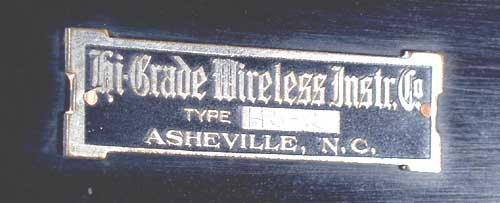 Hi-Grade Wireless Instr. Co
TYPE
ASHEVILLE, N.C.